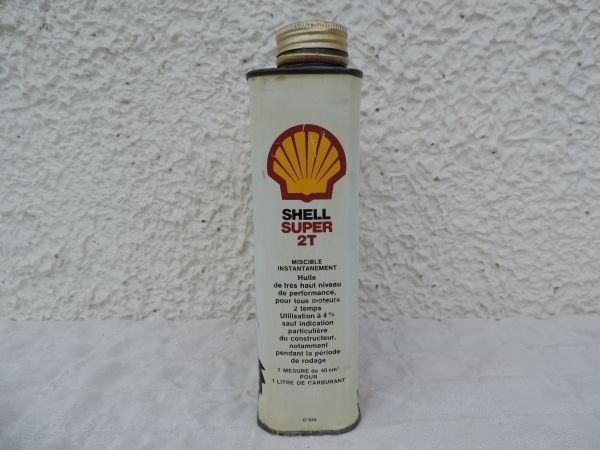 SHELL
SUPER
2T
MISCIBLE
INSTANTANEMENT
Huile
de très haut niveau
de performance,
pour tous moteurs
2 temps
Utilisation à 4 %
sauf indication
particulière
du constructeur,
notamment
pendant la période
de rodage
1 MESURE de 40 cm³
POUR
1 LITRE DE CARBURANT